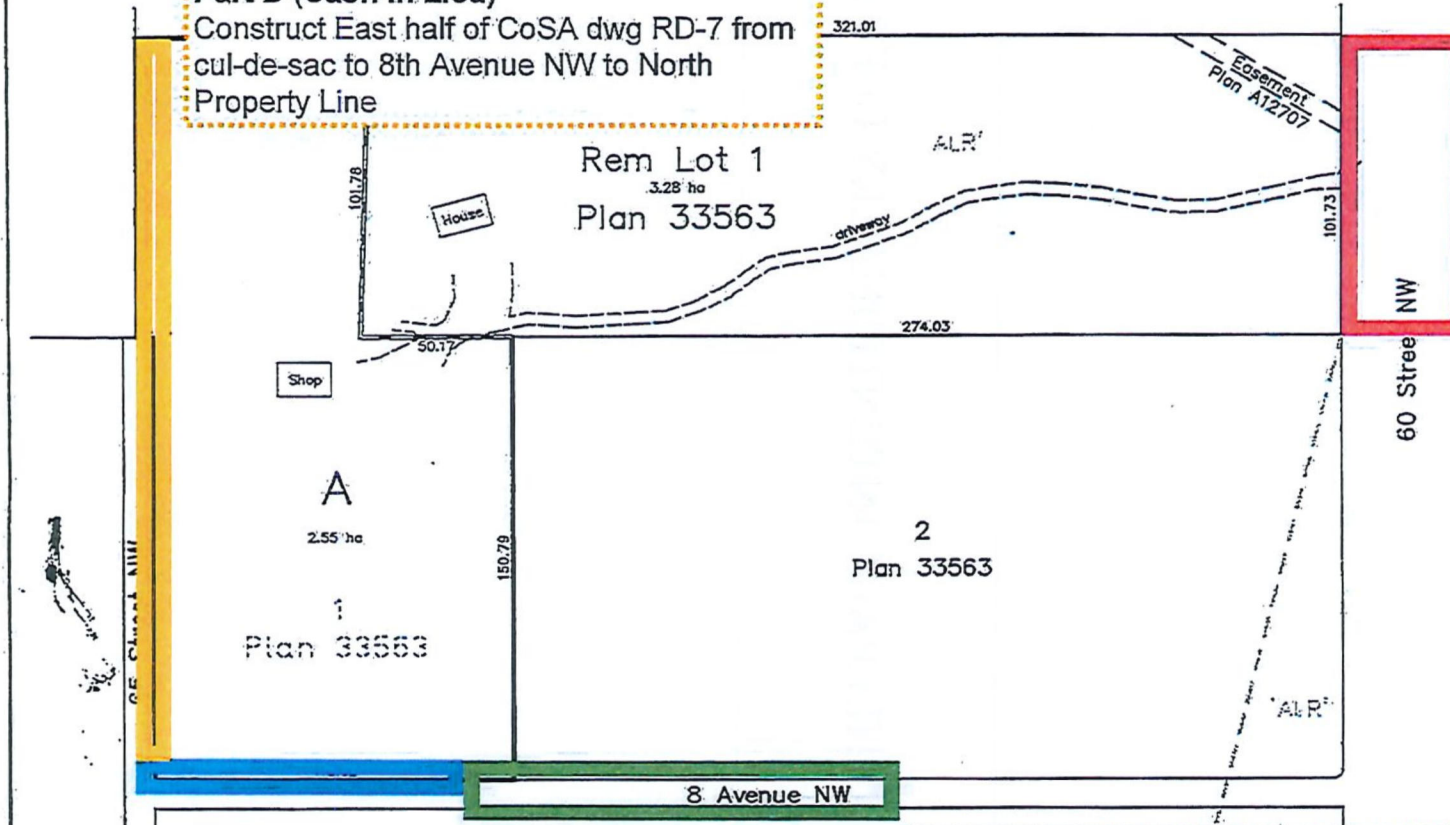 Construct East half of CoSA dwg RD-7 from
cul-de-sac to 8th Avenue NW to North
Property Line
321.01
Easement
Plan A12707
ALR'
Rem Lot 1
3.28 ha
Plan 33563
101.78
House
driveway
101.73
274.03
50.17
60 Street NW
Shop
A
2.55 ha
150.79
1
Plan 33563
2
Plan 33563
'ALR'
8 Avenue NW